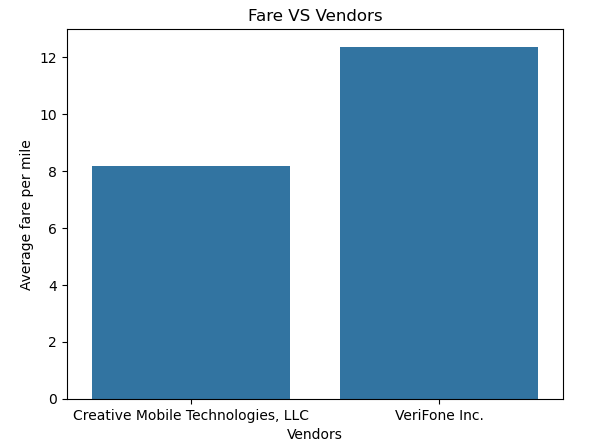 Fare VS Vendors
Average fare per mile
12
10
8
6
4
2
0
Creative Mobile Technologies, LLC
VeriFone Inc.
Vendors